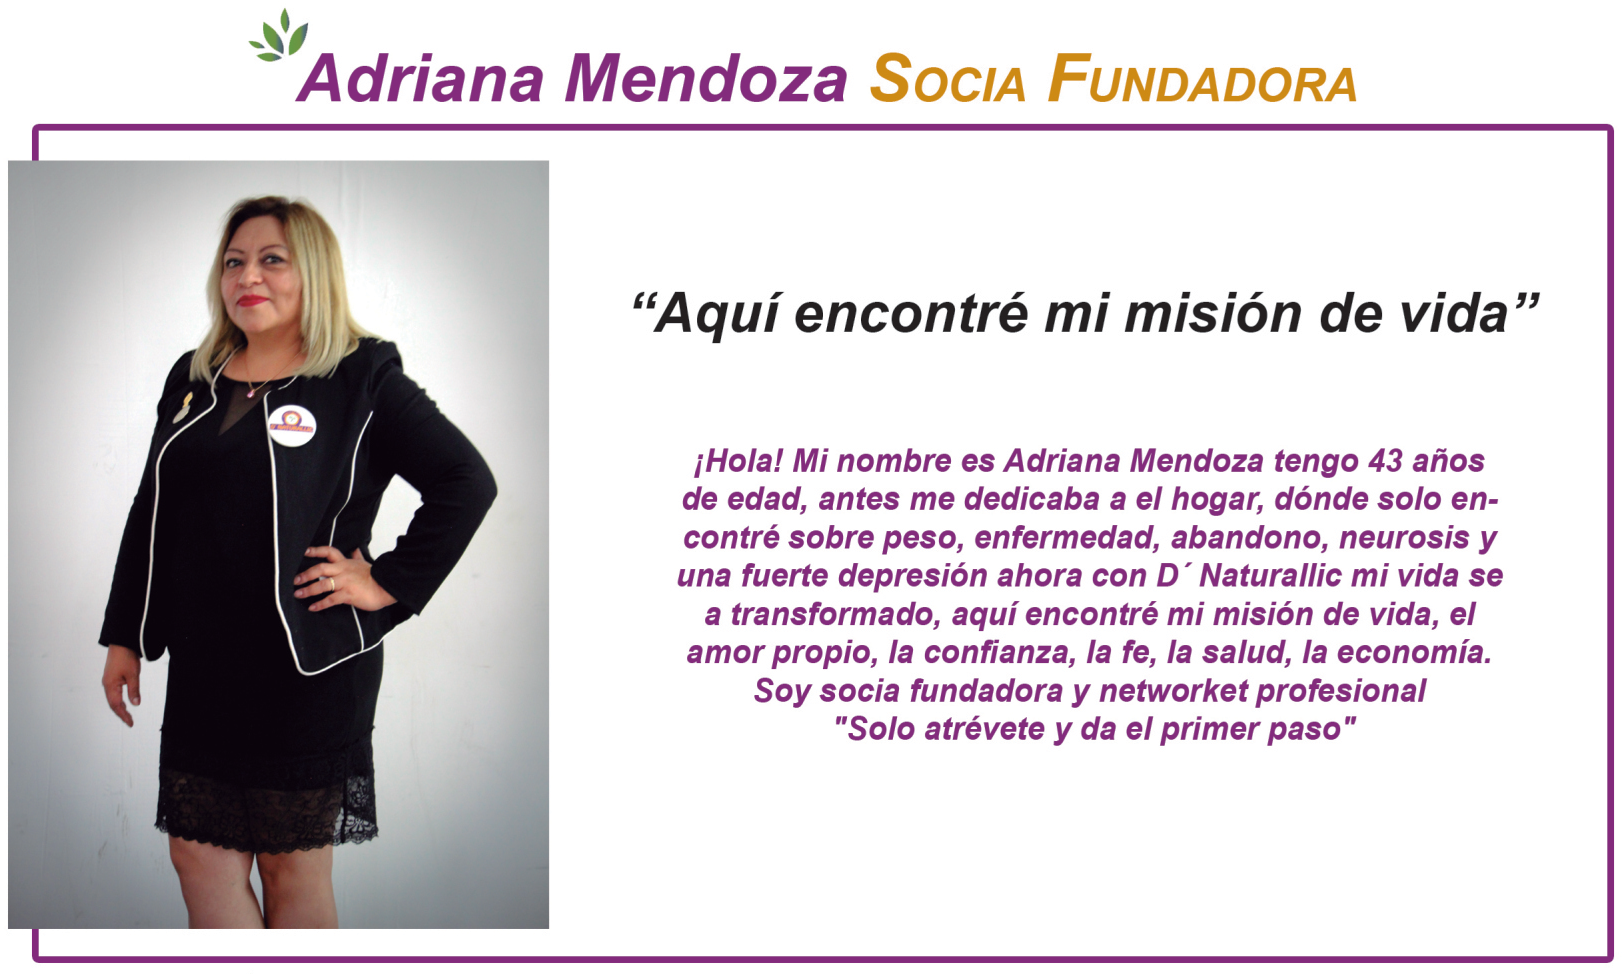 Adriana Mendoza Socia Fundadora
“Aquí encontré mi misión de vida”
¡Hola! Mi nombre es Adriana Mendoza tengo 43 años
de edad, antes me dedicaba a el hogar, dónde solo en-
contré sobre peso, enfermedad, abandono, neurosis y
una fuerte depresión ahora con D´ Naturallic mi vida se
a transformado, aquí encontré mi misión de vida, el
amor propio, la confianza, la fe, la salud, la economía.
Soy socia fundadora y networket profesional
"Solo atrévete y da el primer paso"
D' NATURALLIC